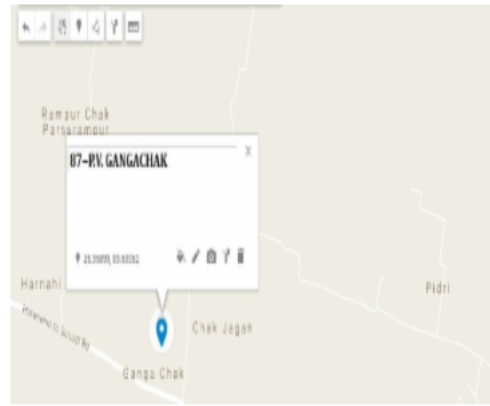 Rampur Chak
Parsurampur
87–P.V. GANGACHAK
Harnahi
Pidri
Chak Jagan
Ganga Chak